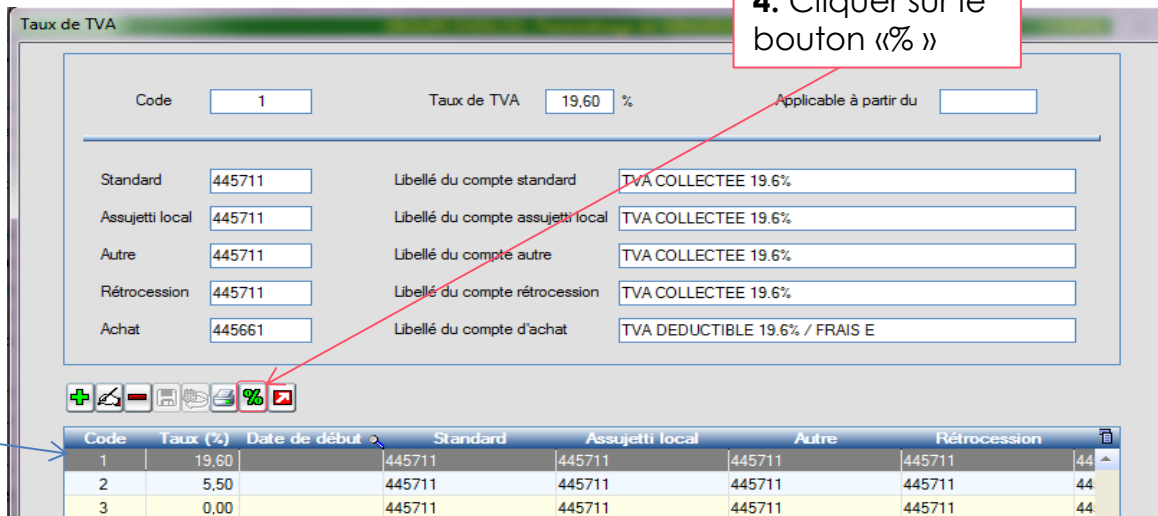 4. Cliquer sur le
bouton «% »
Taux de TVA
Code 1 Taux de TVA 19,60 % Applicable à partir du
Standard 445711 Libellé du compte standard TVA COLLECTEE 19.6%
Assujetti local 445711 Libellé du compte assujetti local TVA COLLECTEE 19.6%
Autre 445711 Libellé du compte autre TVA COLLECTEE 19.6%
Rétrocession 445711 Libellé du compte rétrocession TVA COLLECTEE 19.6%
Achat 445661 Libellé du compte d'achat TVA DEDUCTIBLE 19.6% / FRAIS E
%
Code Taux (%) Date de début Standard Assujetti local Autre Rétrocession
1 19,60 445711 445711 445711 445711 44
2 5,50 445711 445711 445711 445711 44
3 0,00 445711 445711 445711 445711 44